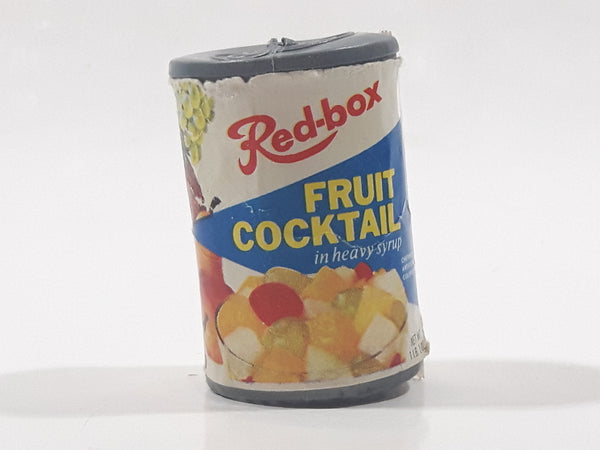 Red-box
FRUIT
COCKTAIL
in heavy syrup